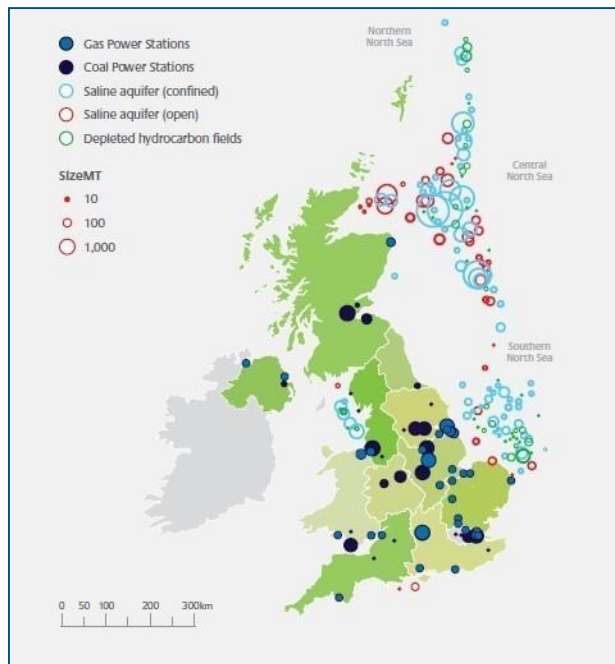 Northern
North Sea
Gas Power Stations
Coal Power Stations
Saline aquifer (confined)
Saline aquifer (open)
Depleted hydrocarbon fields
SizeMT
10
100
1,000
Central
North Sea
Southern
North Sea
0 50 100 200 300km